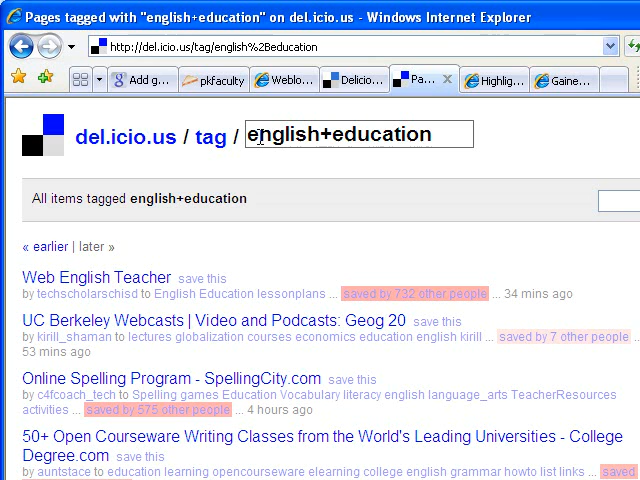 Pages tagged with "english+education" on del.icio.us - Windows Internet Explorer
http://del.icio.us/tag/english%2Beducation
Add g... pkfaculty Weblo... Delicio... Pa... Highlig... Gaine...
del.icio.us / tag / english+education
All items tagged english+education
« earlier | later »
Web English Teacher save this
by techscholarschisd to English Education lessonplans ... saved by 732 other people ... 34 mins ago
UC Berkeley Webcasts | Video and Podcasts: Geog 20 save this
by kirill_shaman to lectures globalization courses economics education english kirill ... saved by 7 other people ...
53 mins ago
Online Spelling Program - SpellingCity.com save this
by c4fcoach_tech to Spelling games Education Vocabulary literacy english language_arts TeacherResources
activities ... saved by 575 other people ... 4 hours ago
50+ Open Courseware Writing Classes from the World's Leading Universities - College
Degree.com save this
by auntstace to education learning opencourseware elearning college english grammar howto list links ... saved